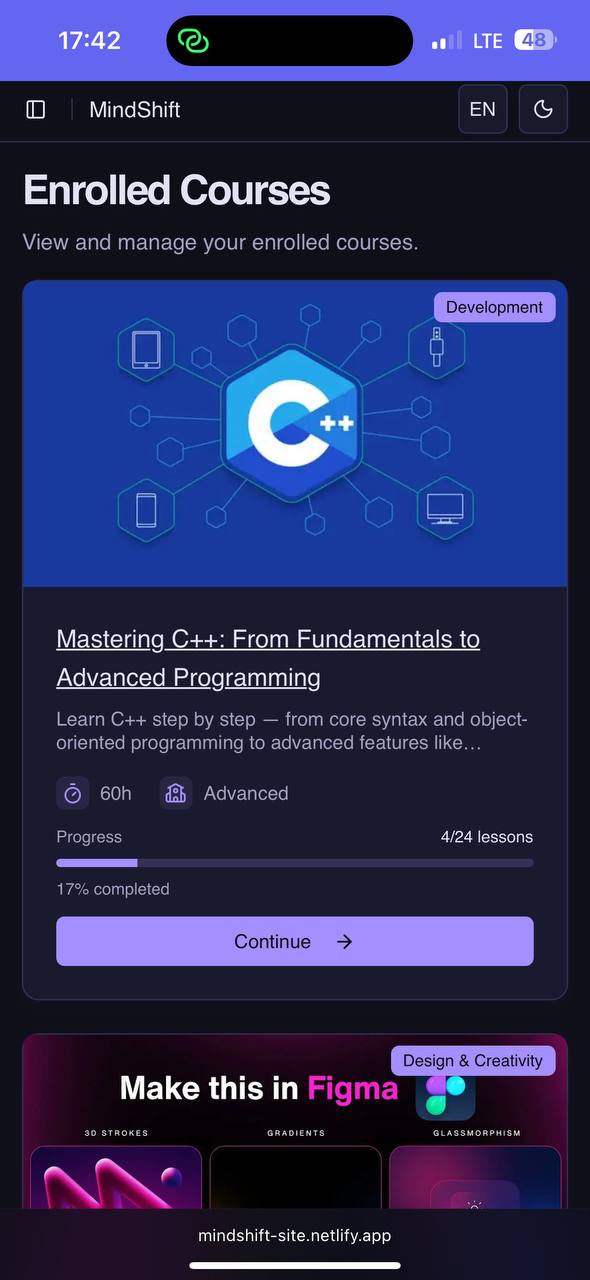 17:42
LTE
48
MindShift
EN
Enrolled Courses
View and manage your enrolled courses.
Development
C++
Mastering C++: From Fundamentals to
Advanced Programming
Learn C++ step by step — from core syntax and object-
oriented programming to advanced features like…
60h
Advanced
Progress
4/24 lessons
17% completed
Continue
Design & Creativity
Make this in Figma
3D STROKES
GRADIENTS
GLASSMORPHISM
mindshift-site.netlify.app